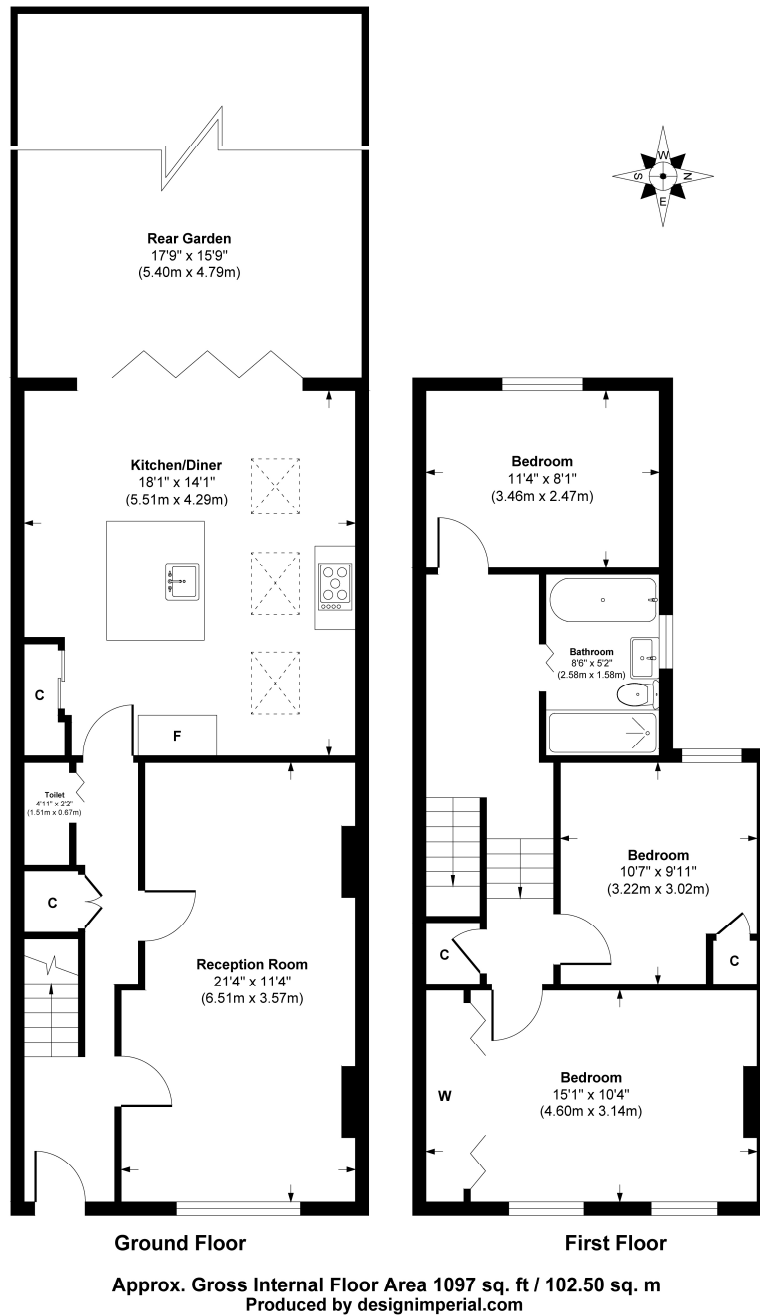 W
S
N
E
Rear Garden
17'9" x 15'9"
(5.40m x 4.79m)
Kitchen/Diner
18'1" x 14'1"
(5.51m x 4.29m)
C
F
Toilet
4'11" x 2'2"
(1.51m x 0.67m)
C
Reception Room
21'4" x 11'4"
(6.51m x 3.57m)
Bedroom
11'4" x 8'1"
(3.46m x 2.47m)
Bathroom
8'6" x 5'2"
(2.58m x 1.58m)
Bedroom
10'7" x 9'11"
(3.22m x 3.02m)
C
C
Bedroom
15'1" x 10'4"
(4.60m x 3.14m)
W
Ground Floor
First Floor
Approx. Gross Internal Floor Area 1097 sq. ft / 102.50 sq. m
Produced by designimperial.com